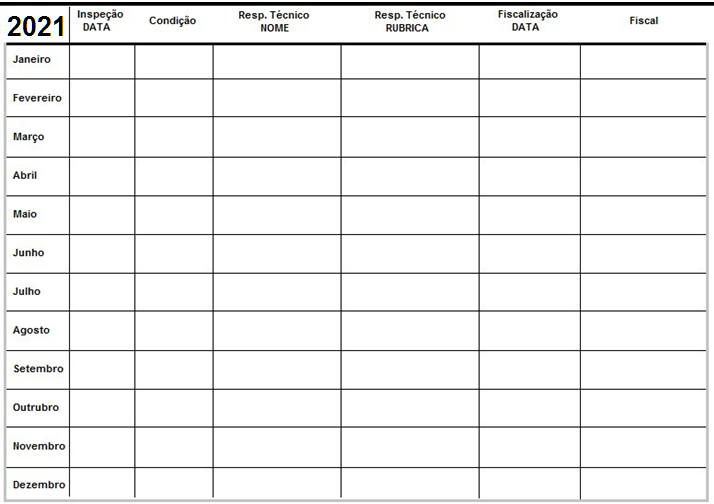 2021
Inspeção
DATA
Condição
Resp. Técnico
NOME
Resp. Técnico
RUBRICA
Fiscalização
DATA
Fiscal
Janeiro
Fevereiro
Março
Abril
Maio
Junho
Julho
Agosto
Setembro
Outrubro
Novembro
Dezembro